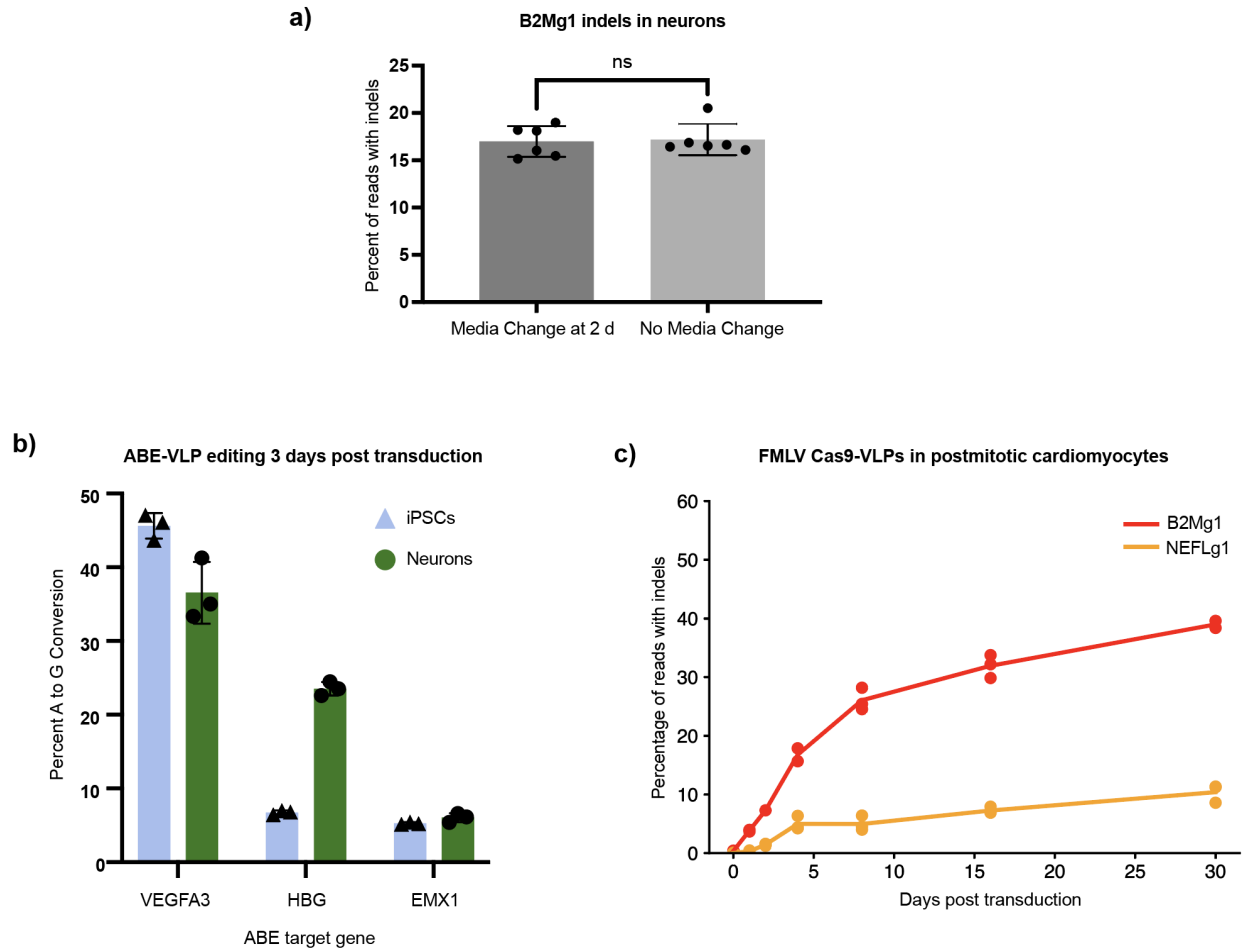 a)
B2Mg1 indels in neurons
Percent of reads with indels
25
20
15
10
5
0
ns
Media Change at 2 d
No Media Change
b)
ABE-VLP editing 3 days post transduction
Percent A to G Conversion
50
40
30
20
10
0
iPSCs
Neurons
VEGFA3
HBG
EMX1
ABE target gene
c)
FMLV Cas9-VLPs in postmitotic cardiomyocytes
Percentage of reads with indels
60
50
40
30
20
10
0
B2Mg1
NEFLg1
0 5 10 15 20 25 30
Days post transduction